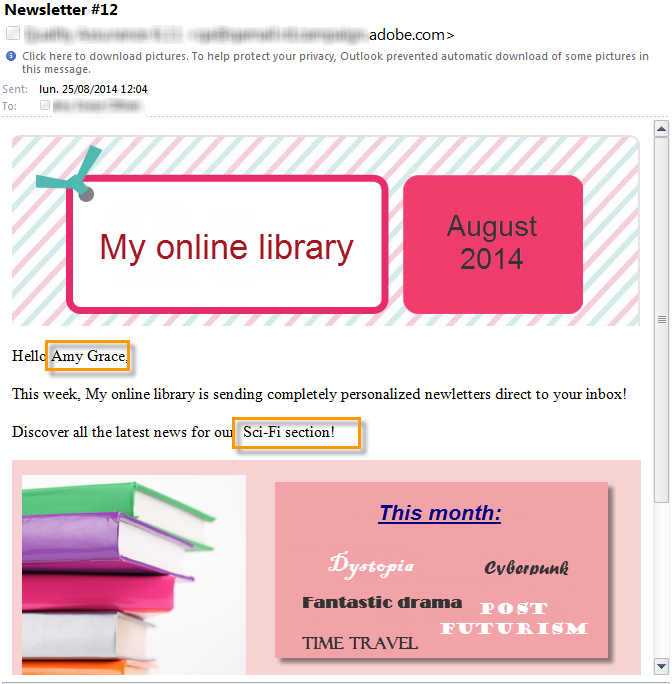 Newsletter #12
adobe.com>
Click here to download pictures. To help protect your privacy, Outlook prevented automatic download of some pictures in
this message.
Sent: lun. 25/08/2014 12:04
To:
My online library
August
2014
Hello Amy Grace,
This week, My online library is sending completely personalized newletters direct to your inbox!
Discover all the latest news for our Sci-Fi section!
This month:
Dystopia
Cyberpunk
Fantastic drama
POST
FUTURISM
TIME TRAVEL